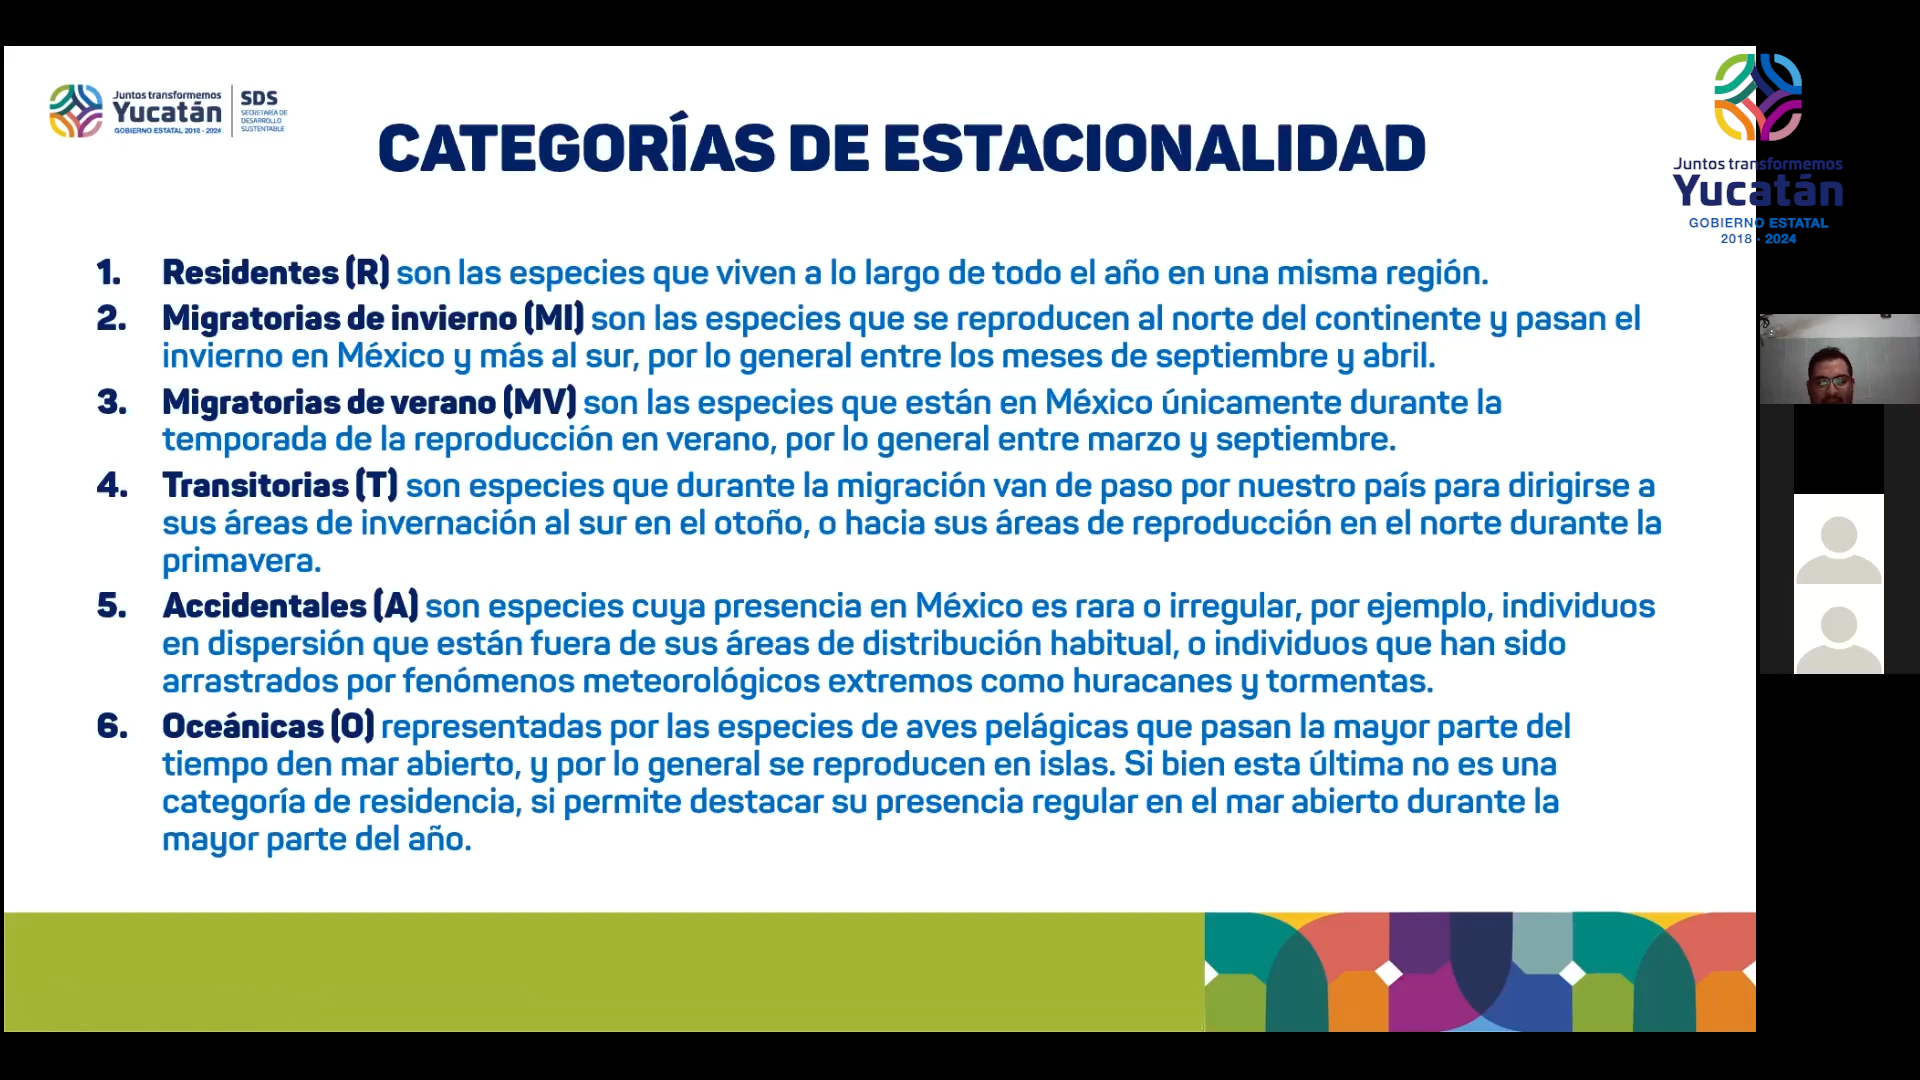 Juntos transformemos
Yucatán
GOBIERNO ESTATAL 2018 - 2024
SDS
SECRETARÍA DE
DESARROLLO
SUSTENTABLE
CATEGORÍAS DE ESTACIONALIDAD
Juntos transformemos
Yucatán
GOBIERNO ESTATAL
2018 - 2024
1. Residentes (R) son las especies que viven a lo largo de todo el año en una misma región.
2. Migratorias de invierno (MI) son las especies que se reproducen al norte del continente y pasan el
invierno en México y más al sur, por lo general entre los meses de septiembre y abril.
3. Migratorias de verano (MV) son las especies que están en México únicamente durante la
temporada de la reproducción en verano, por lo general entre marzo y septiembre.
4. Transitorias (T) son especies que durante la migración van de paso por nuestro país para dirigirse a
sus áreas de invernación al sur en el otoño, o hacia sus áreas de reproducción en el norte durante la
primavera.
5. Accidentales (A) son especies cuya presencia en México es rara o irregular, por ejemplo, individuos
en dispersión que están fuera de sus áreas de distribución habitual, o individuos que han sido
arrastrados por fenómenos meteorológicos extremos como huracanes y tormentas.
6. Oceánicas (O) representadas por las especies de aves pelágicas que pasan la mayor parte del
tiempo den mar abierto, y por lo general se reproducen en islas. Si bien esta última no es una
categoría de residencia, si permite destacar su presencia regular en el mar abierto durante la
mayor parte del año.